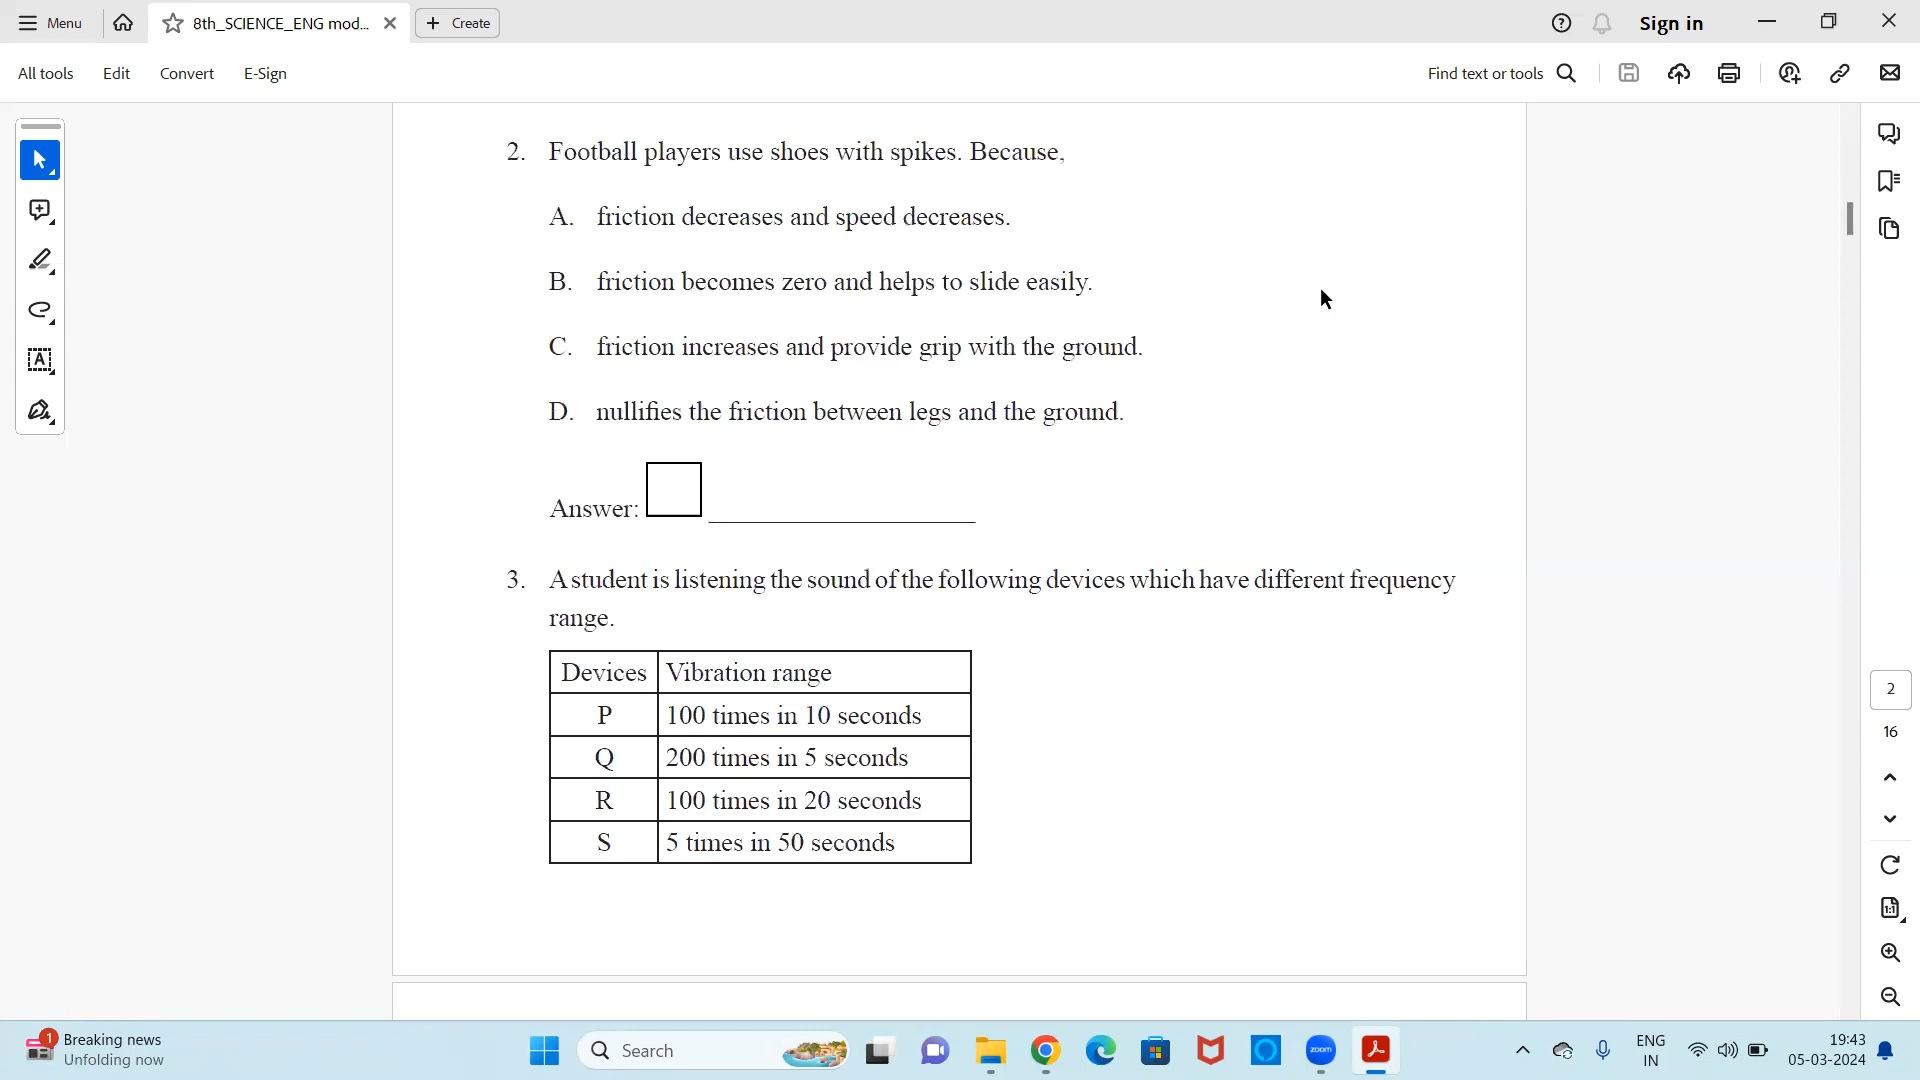 Menu
8th_SCIENCE_ENG mod...
Create
Sign in
All tools
Edit
Convert
E-Sign
Find text or tools
2. Football players use shoes with spikes. Because,
A. friction decreases and speed decreases.
B. friction becomes zero and helps to slide easily.
C. friction increases and provide grip with the ground.
D. nullifies the friction between legs and the ground.
Answer:
3. A student is listening the sound of the following devices which have different frequency
range.
Devices Vibration range
P 100 times in 10 seconds
Q 200 times in 5 seconds
R 100 times in 20 seconds
S 5 times in 50 seconds
2
16
1 Breaking news
Unfolding now
Search
zoom
ENG
IN
19:43
05-03-2024